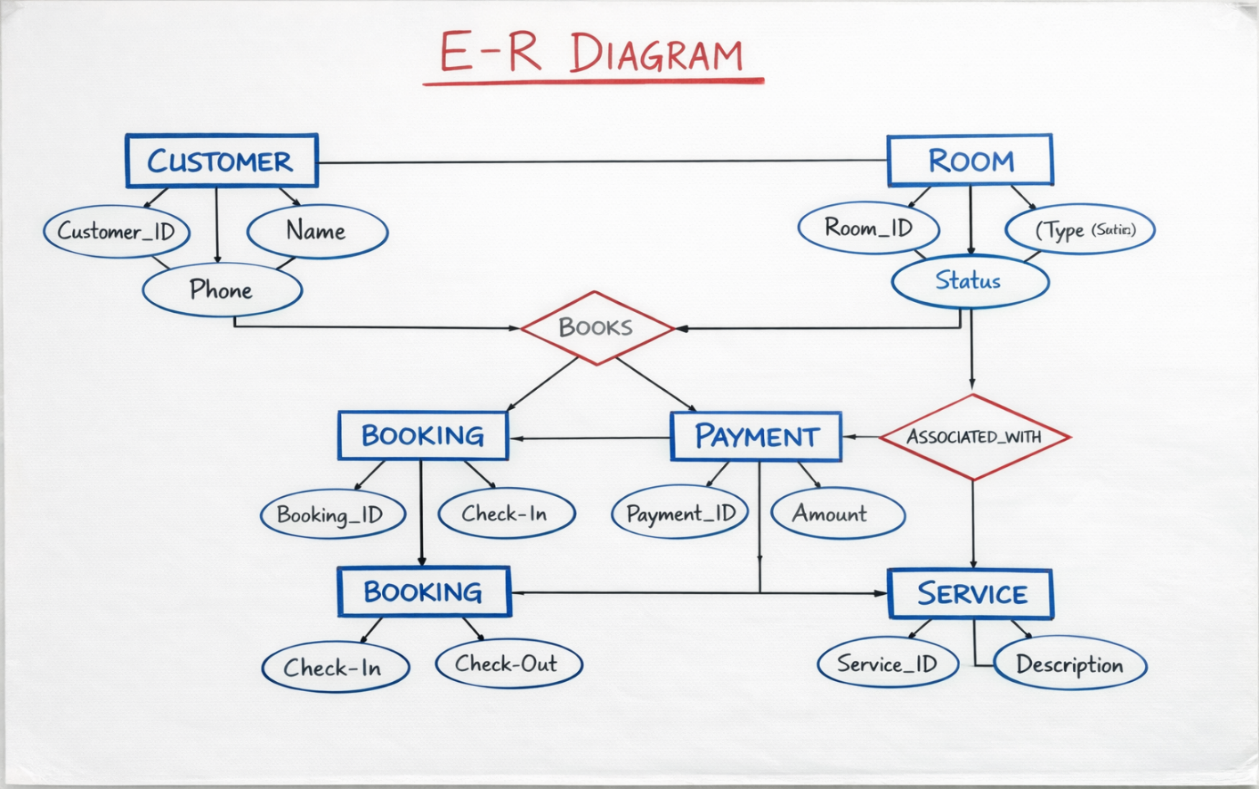 E-R DIAGRAM
CUSTOMER
ROOM
Customer_ID
Name
Room_ID
(Type
Phone
Status
BOOKS
BOOKING
PAYMENT
ASSOCIATED_WITH
Booking_ID
Check-In
Payment_ID
Amount
BOOKING
SERVICE
Check-In
Check-Out
Service_ID
Description